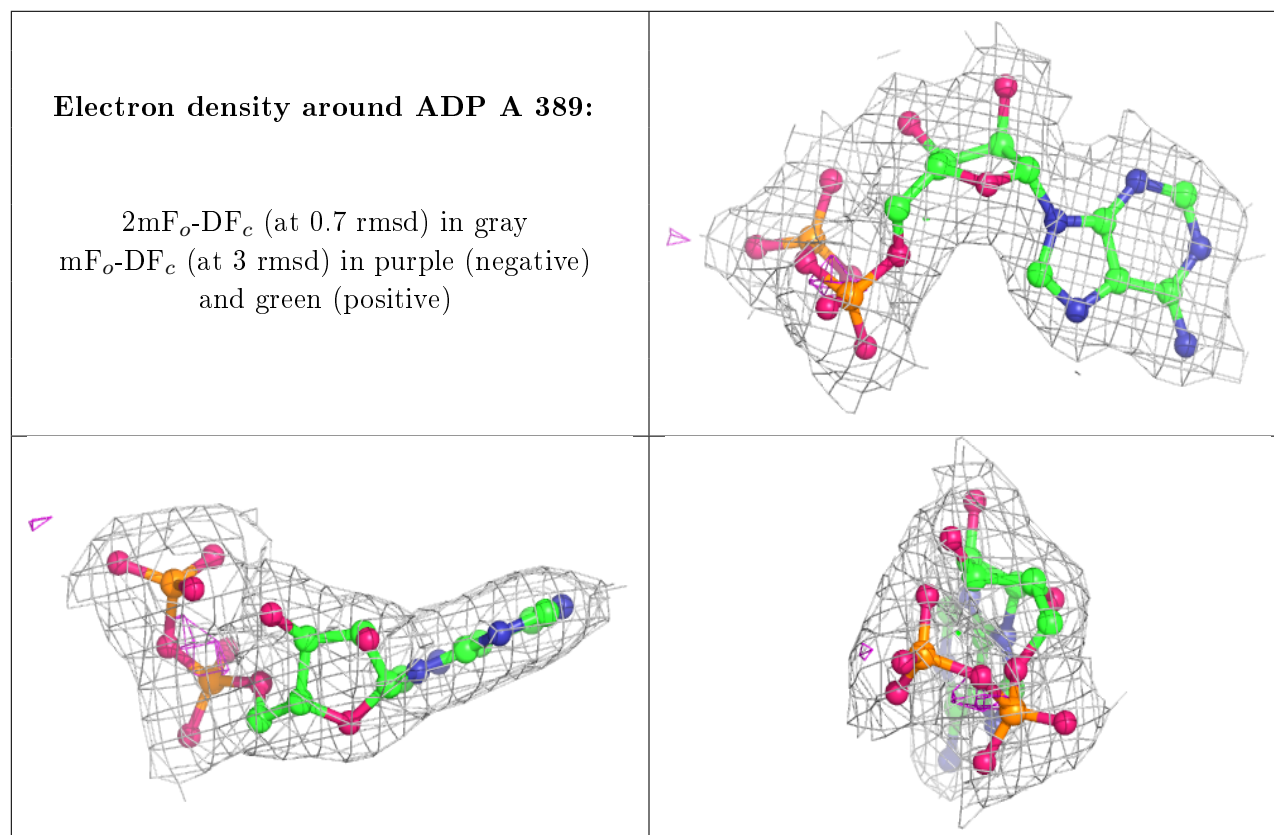 Electron density around ADP A 389:
2mFo-DFc (at 0.7 rmsd) in gray
mFo-DFc (at 3 rmsd) in purple (negative)
and green (positive)